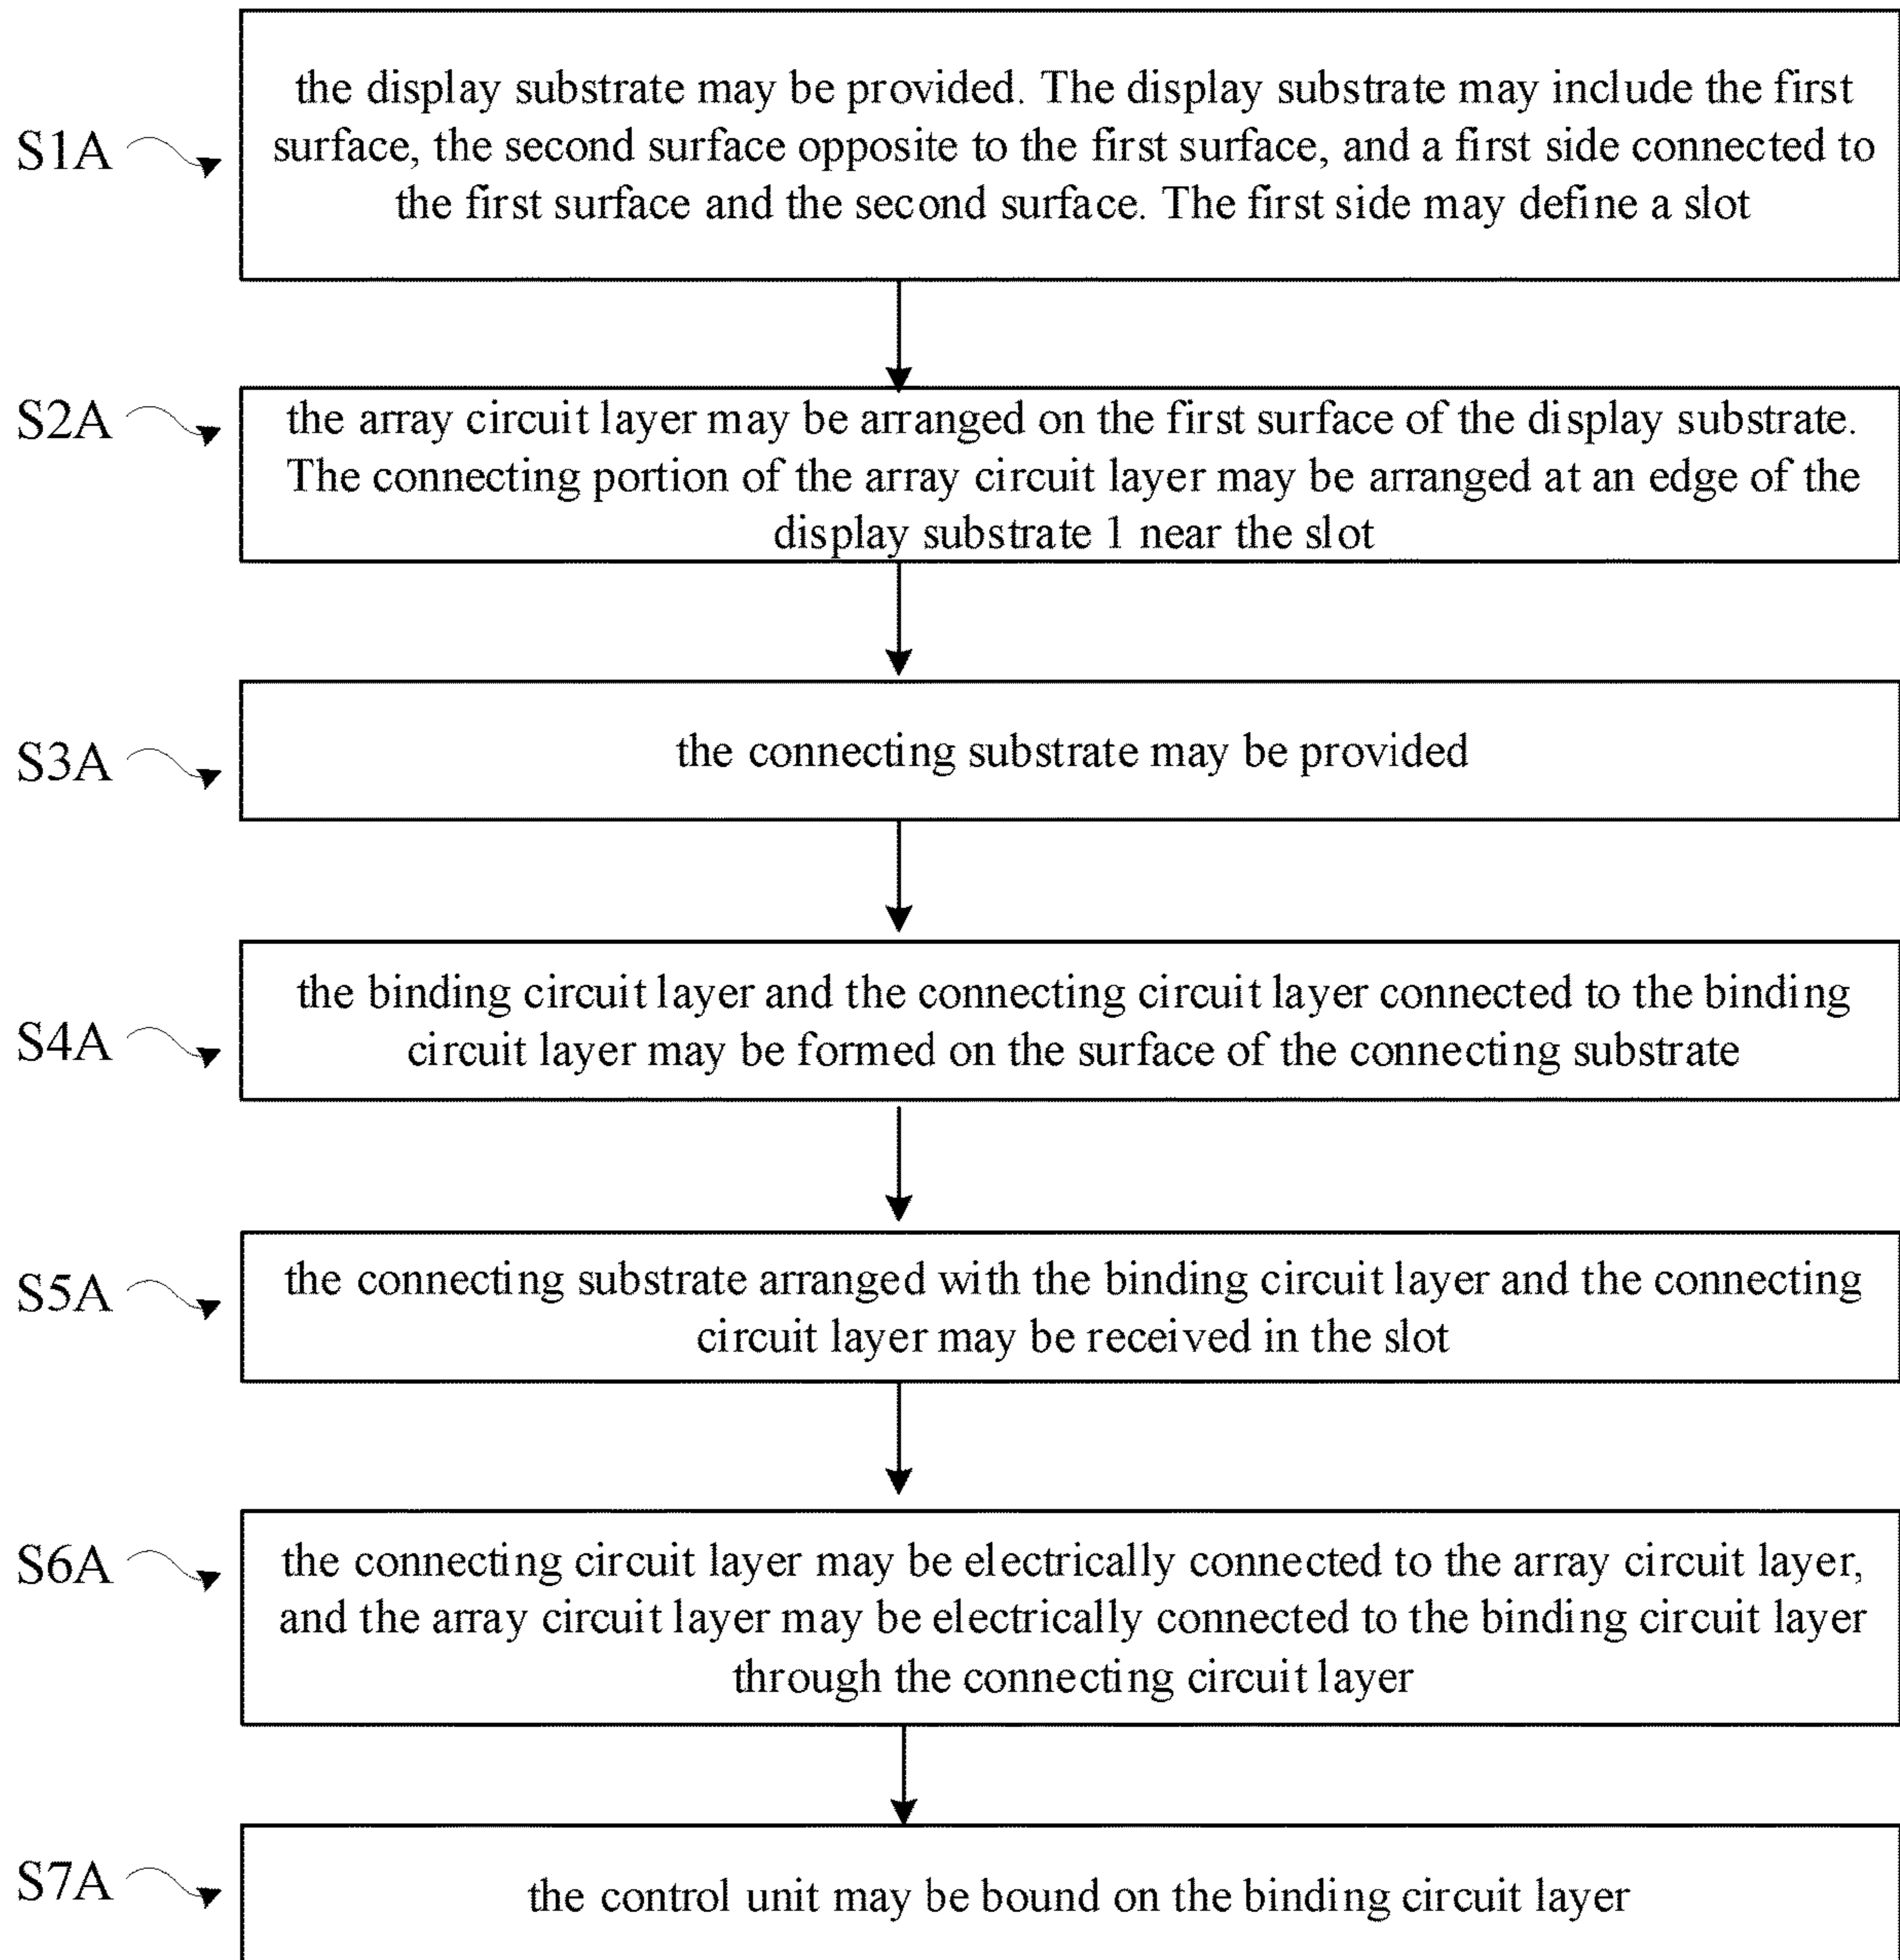 S1A
the display substrate may be provided. The display substrate may include the first
surface, the second surface opposite to the first surface, and a first side connected to
the first surface and the second surface. The first side may define a slot
S2A
the array circuit layer may be arranged on the first surface of the display substrate.
The connecting portion of the array circuit layer may be arranged at an edge of the
display substrate 1 near the slot
S3A
the connecting substrate may be provided
S4A
the binding circuit layer and the connecting circuit layer connected to the binding
circuit layer may be formed on the surface of the connecting substrate
S5A
the connecting substrate arranged with the binding circuit layer and the connecting
circuit layer may be received in the slot
S6A
the connecting circuit layer may be electrically connected to the array circuit layer,
and the array circuit layer may be electrically connected to the binding circuit layer
through the connecting circuit layer
S7A
the control unit may be bound on the binding circuit layer